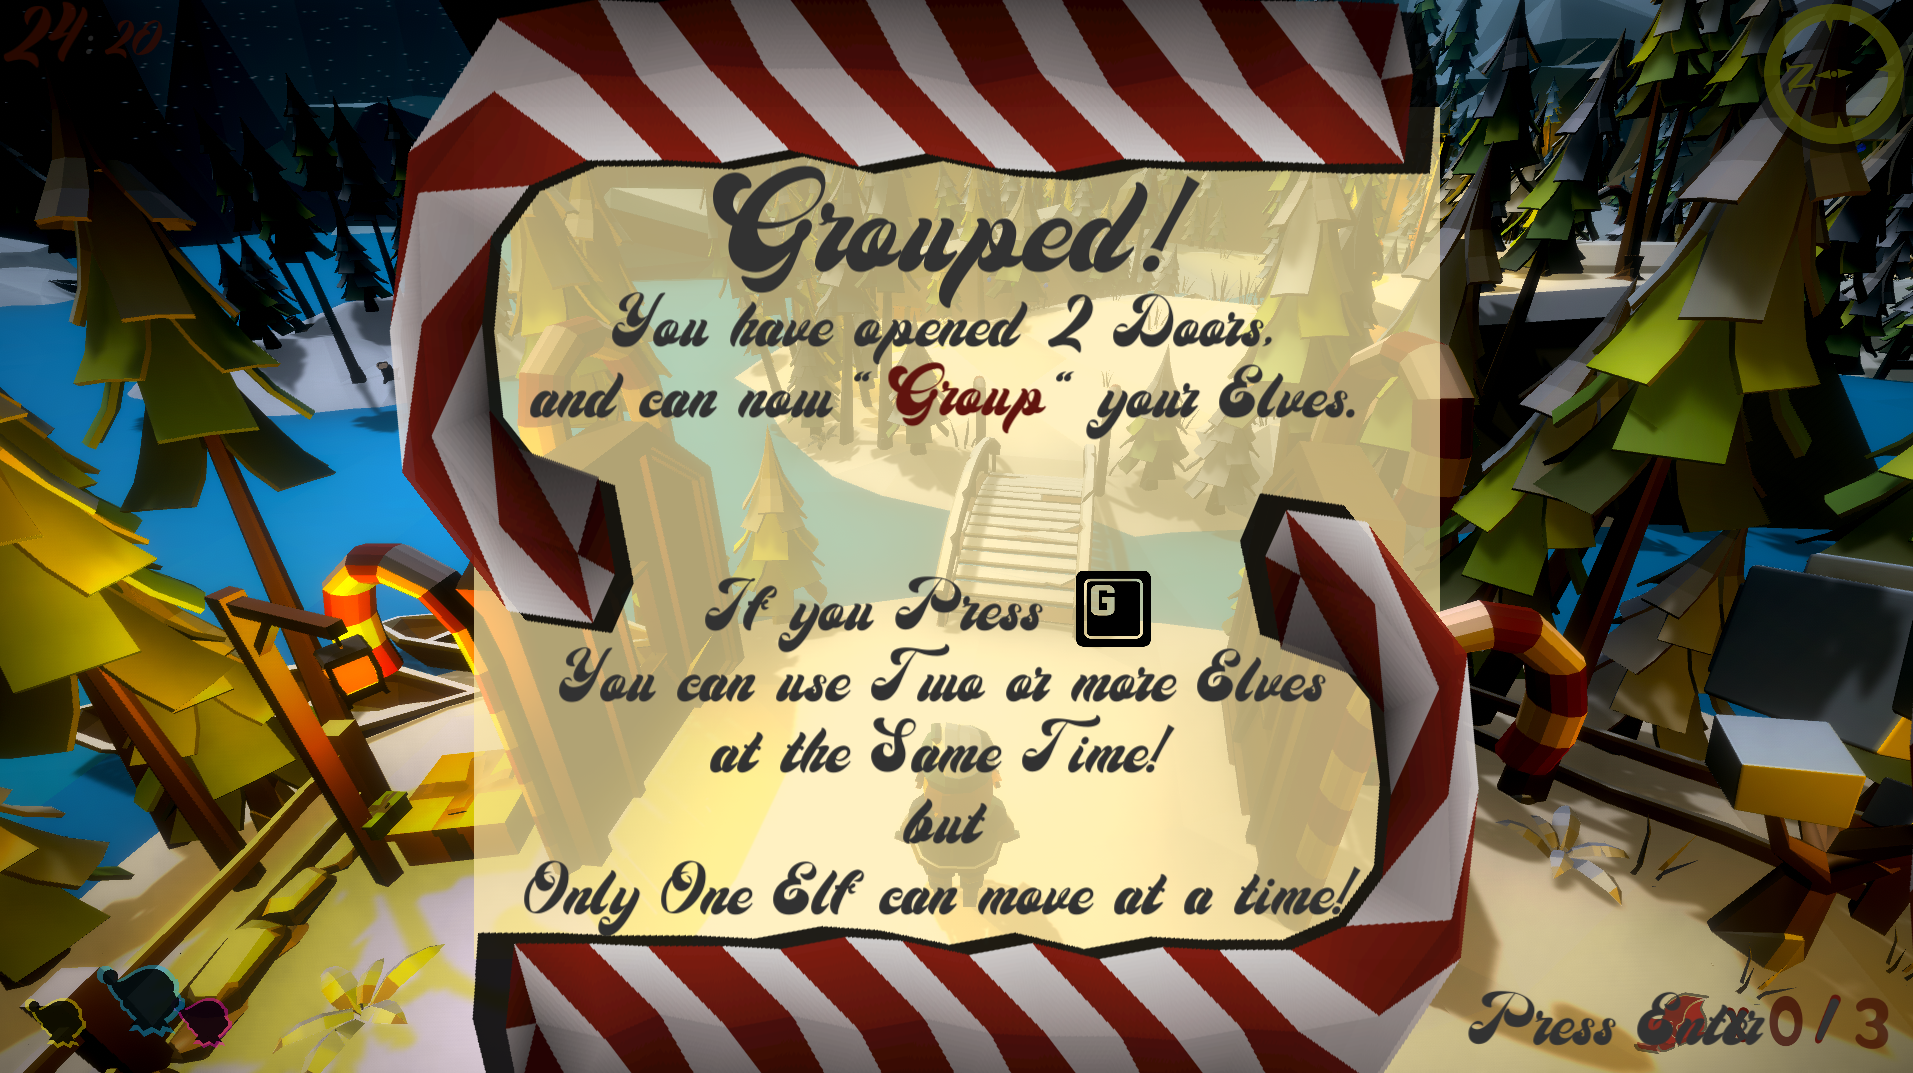 24:20
Z
Grouped!
You have opened 2 Doors,
and can now “Group“ your Elves.
If you Press G
You can use Two or more Elves
at the Same Time!
but
Only One Elf can move at a time!
Press Enter
0/3